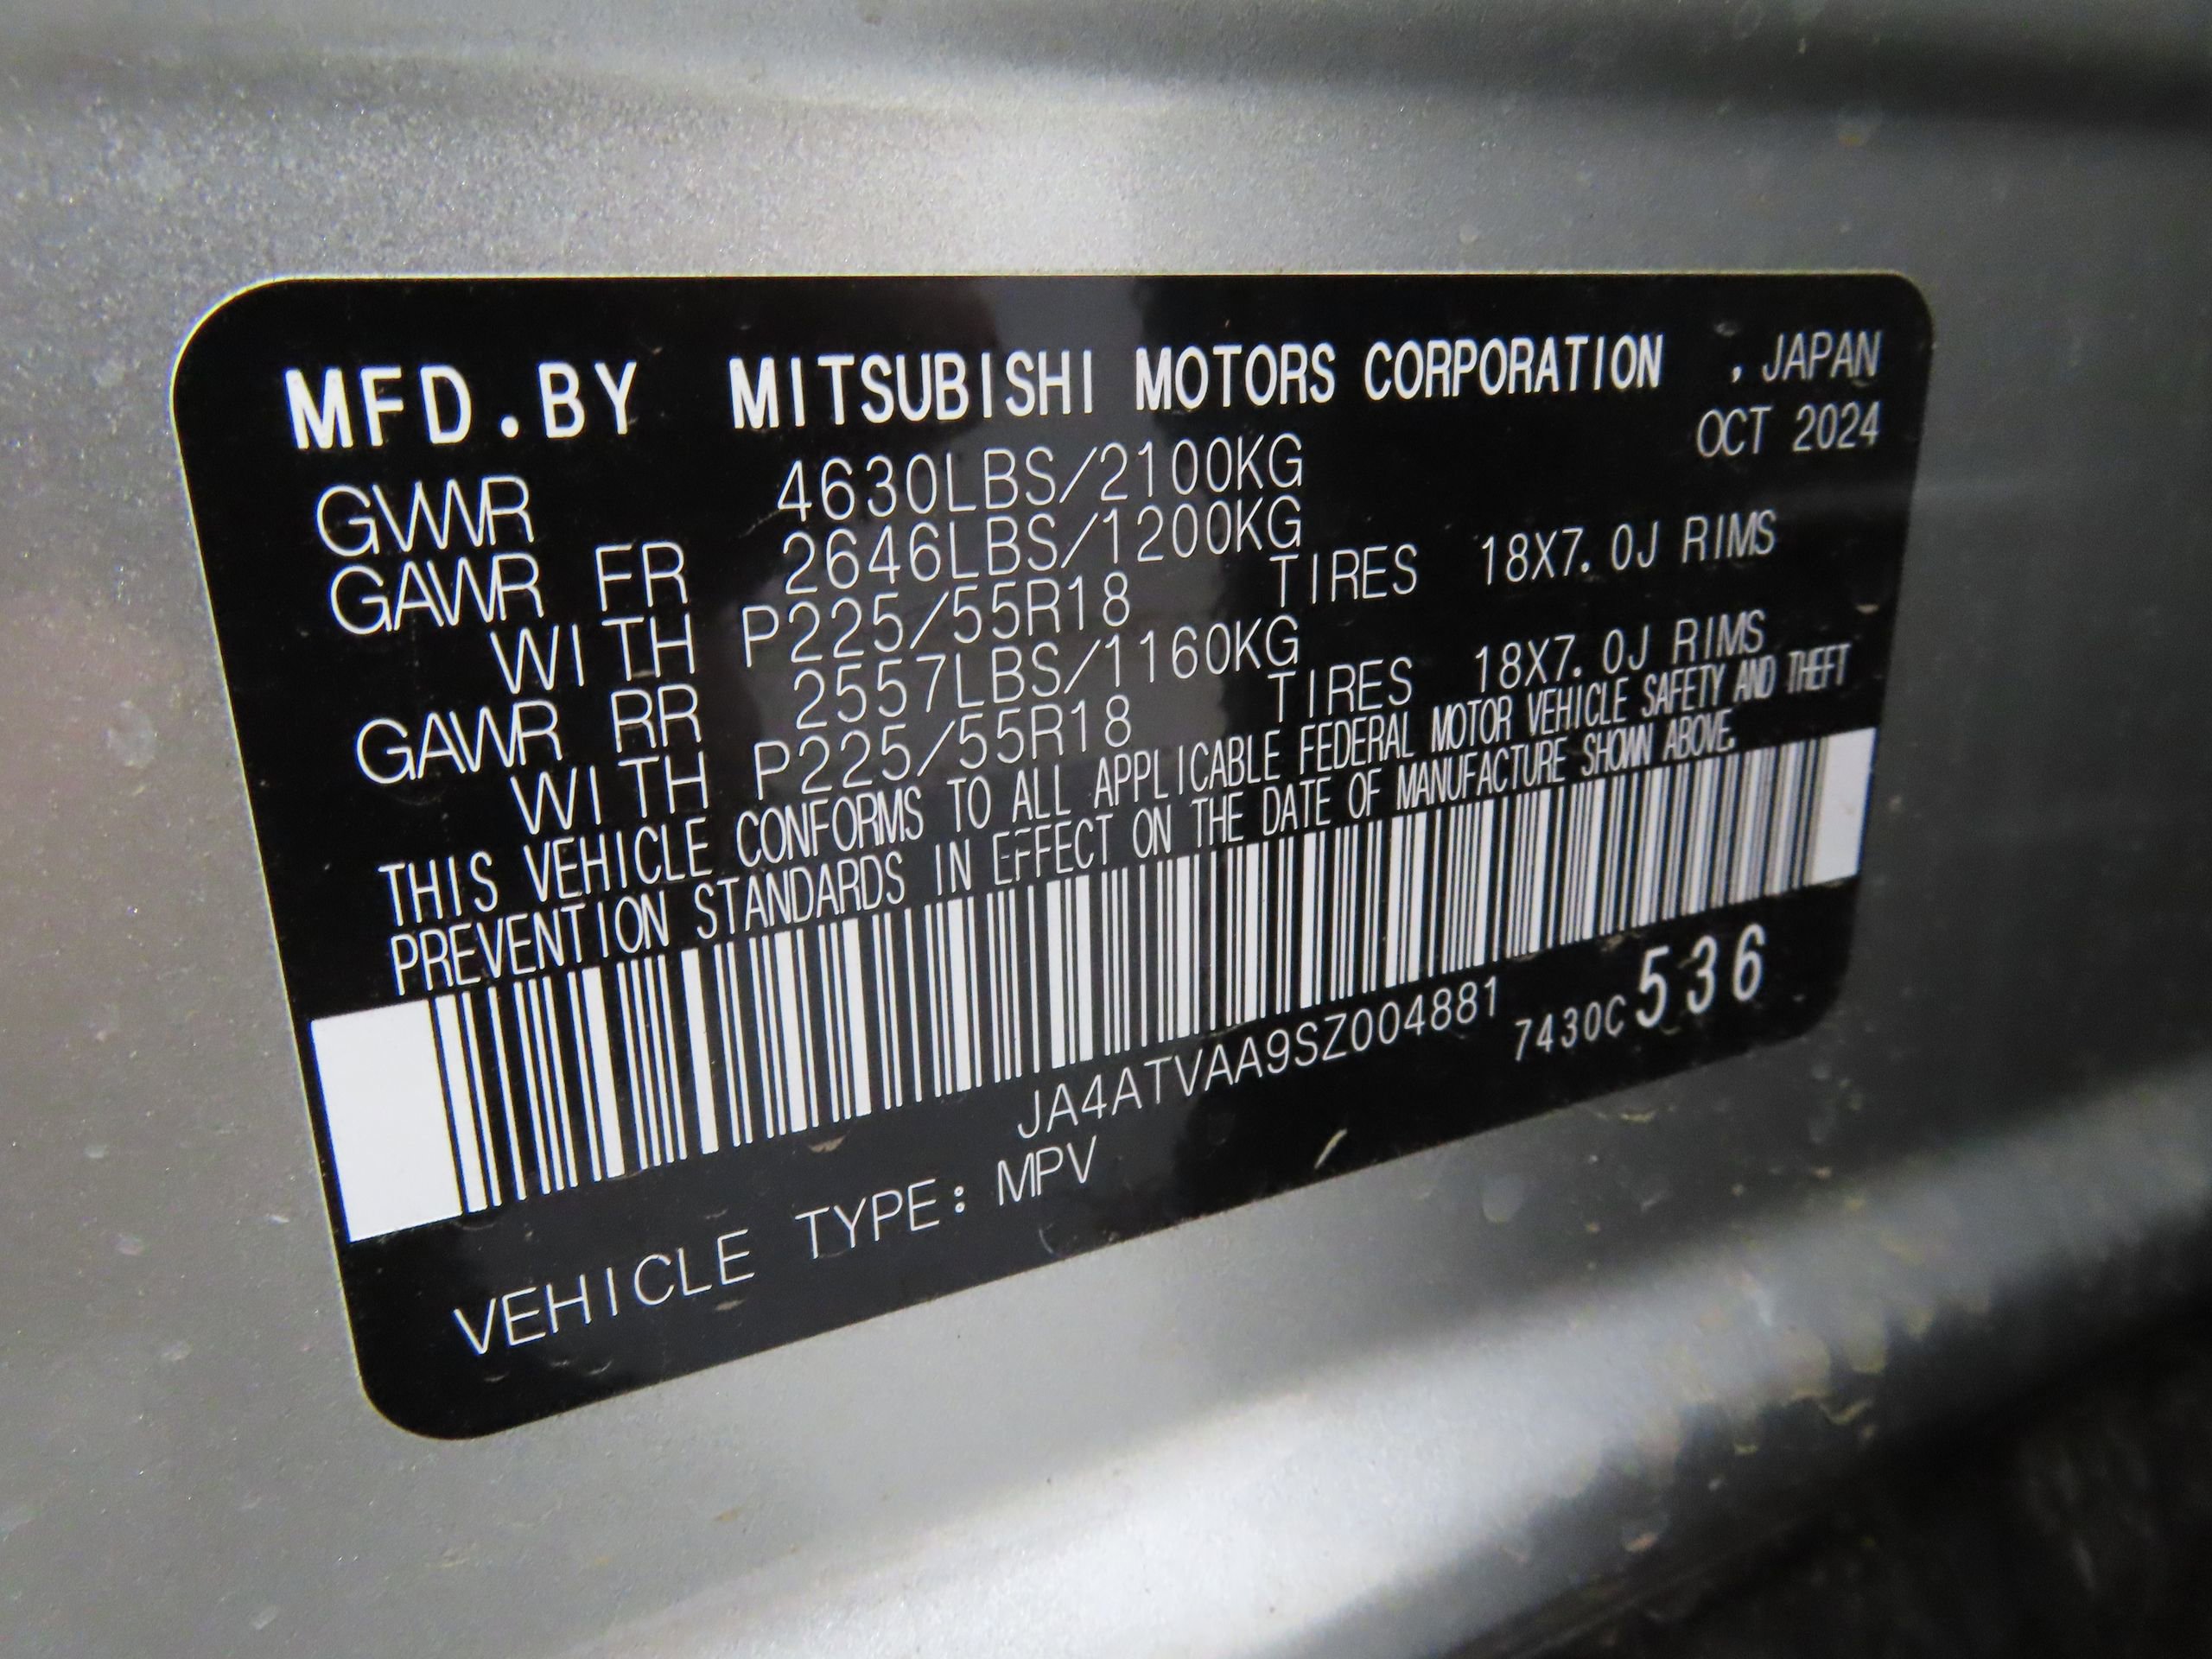 MFD.BY MITSUBISHI MOTORS CORPORATION , JAPAN
OCT 2024
GVWR 4630LBS/2100KG
GAWR FR 2646LBS/1200KG
WITH P225/55R18 TIRES 18X7.0J RIMS
GAWR RR 2557LBS/1160KG
WITH P225/55R18 TIRES 18X7.0J RIMS
THIS VEHICLE CONFORMS TO ALL APPLICABLE FEDERAL MOTOR VEHICLE SAFETY AND THEFT
PREVENTION STANDARDS IN EFFECT ON THE DATE OF MANUFACTURE SHOWN ABOVE.
JA4ATVAA9SZ004881 7430C536
VEHICLE TYPE: MPV